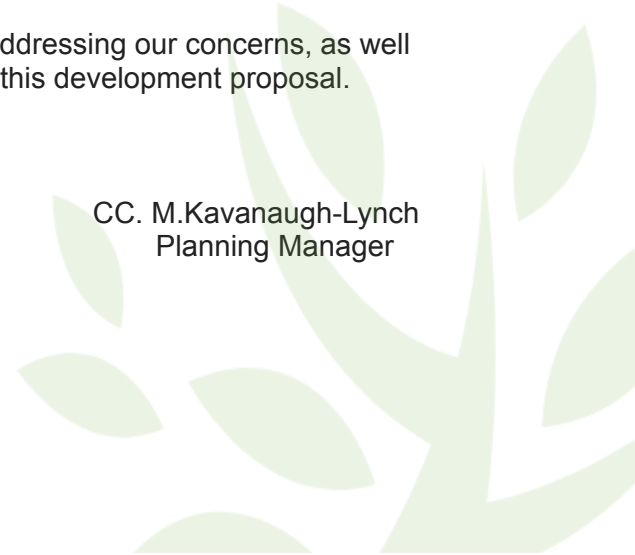 ddressing our concerns, as well
this development proposal.
CC. M.Kavanaugh-Lynch
Planning Manager